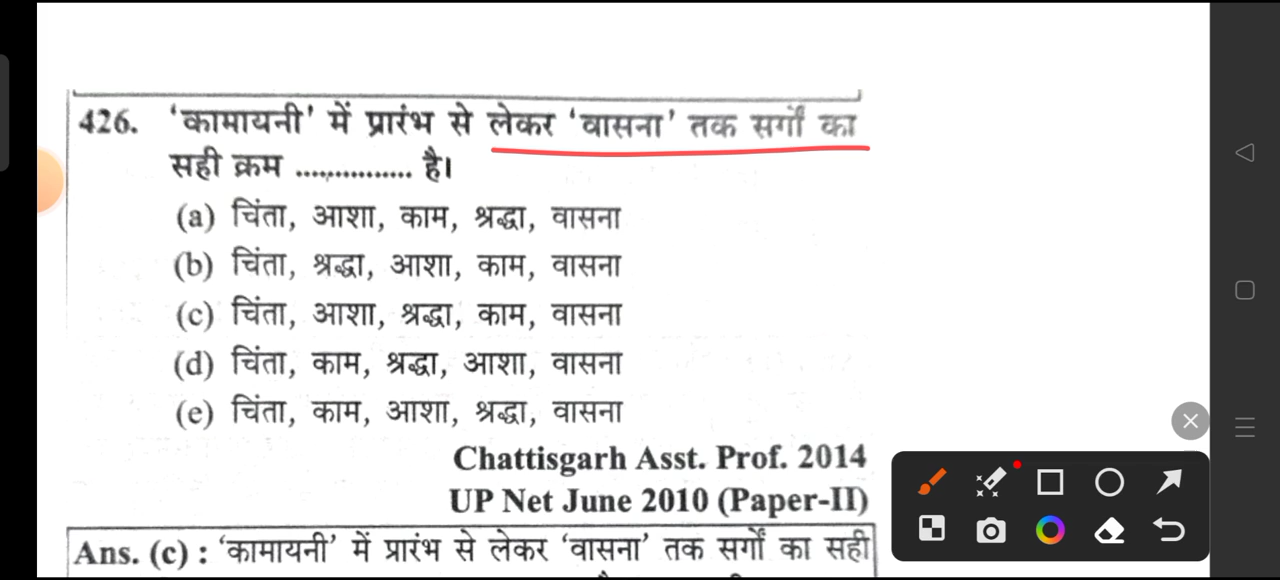 426. 'कामायनी' में प्रारंभ से लेकर 'वासना' तक सर्गों का
सही क्रम ................ है।
(a) चिंता, आशा, काम, श्रद्धा, वासना
(b) चिंता, श्रद्धा, आशा, काम, वासना
(c) चिंता, आशा, श्रद्धा, काम, वासना
(d) चिंता, काम, श्रद्धा, आशा, वासना
(e) चिंता, काम, आशा, श्रद्धा, वासना
Chattisgarh Asst. Prof. 2014
UP Net June 2010 (Paper-II)
Ans. (c) : 'कामायनी' में प्रारंभ से लेकर 'वासना' तक सर्गों का सही